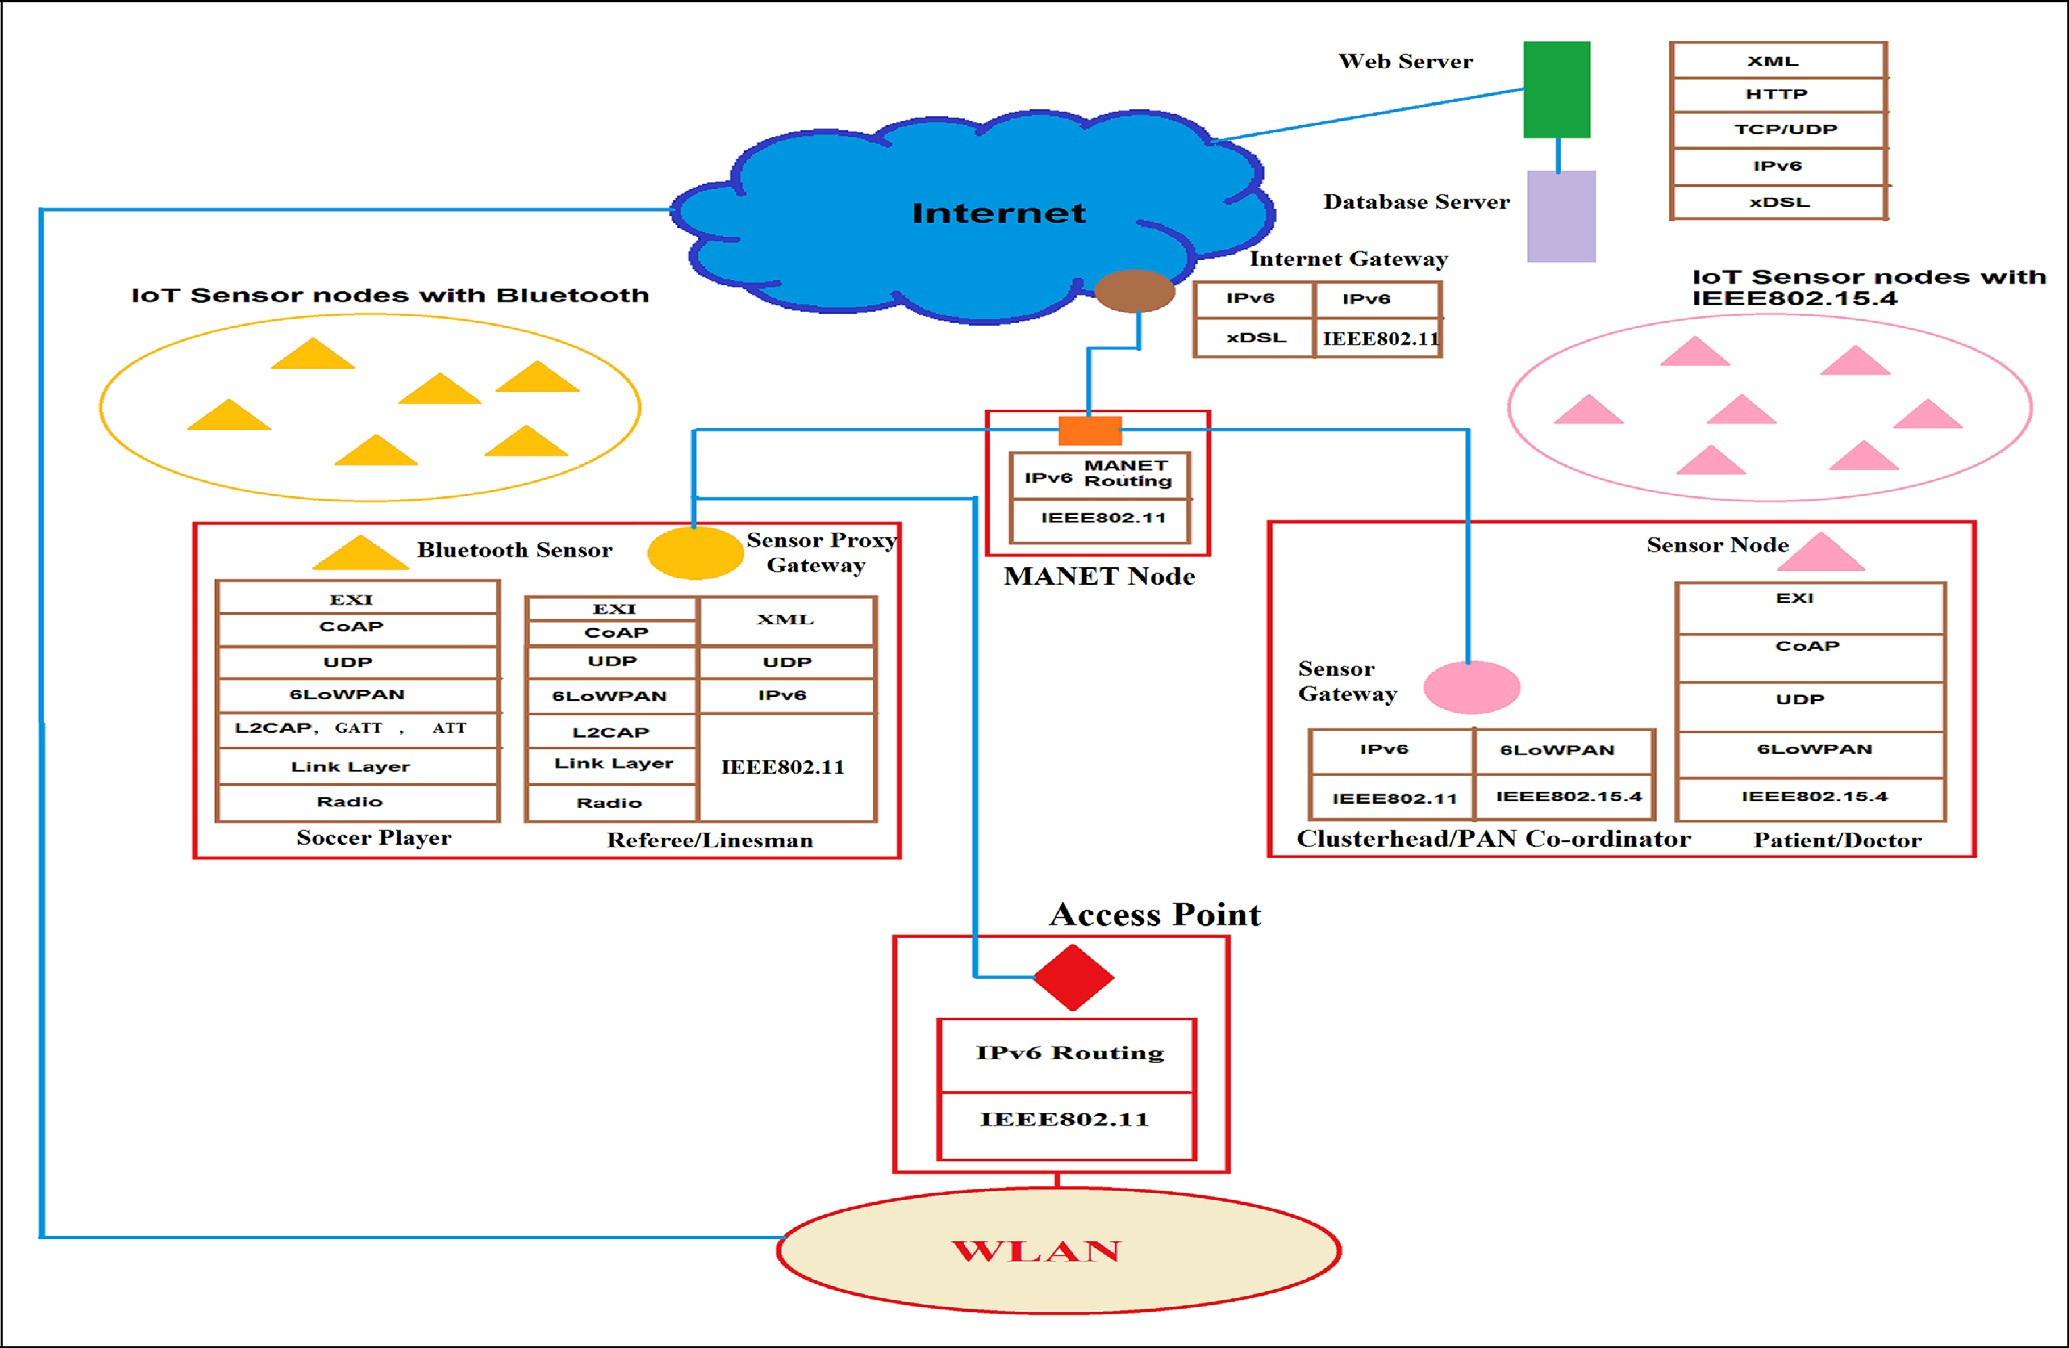 Web Server
XML
HTTP
TCP/UDP
IPv6
xDSL
Database Server
Internet
Internet Gateway
IPv6 IPv6
xDSL IEEE802.11
IoT Sensor nodes with Bluetooth
IoT Sensor nodes with
IEEE802.15.4
IPv6 MANET
Routing
IEEE802.11
MANET Node
Bluetooth Sensor
EXI
CoAP
UDP
6LoWPAN
L2CAP, GATT , ATT
Link Layer
Radio
Soccer Player
Sensor Proxy
Gateway
EXI
CoAP
UDP
6LoWPAN
L2CAP
Link Layer
Radio
XML
UDP
IPv6
IEEE802.11
Referee/Linesman
Sensor
Gateway
IPv6 6LoWPAN
IEEE802.11 IEEE802.15.4
Clusterhead/PAN Co-ordinator
Sensor Node
EXI
CoAP
UDP
6LoWPAN
IEEE802.15.4
Patient/Doctor
Access Point
IPv6 Routing
IEEE802.11
WLAN